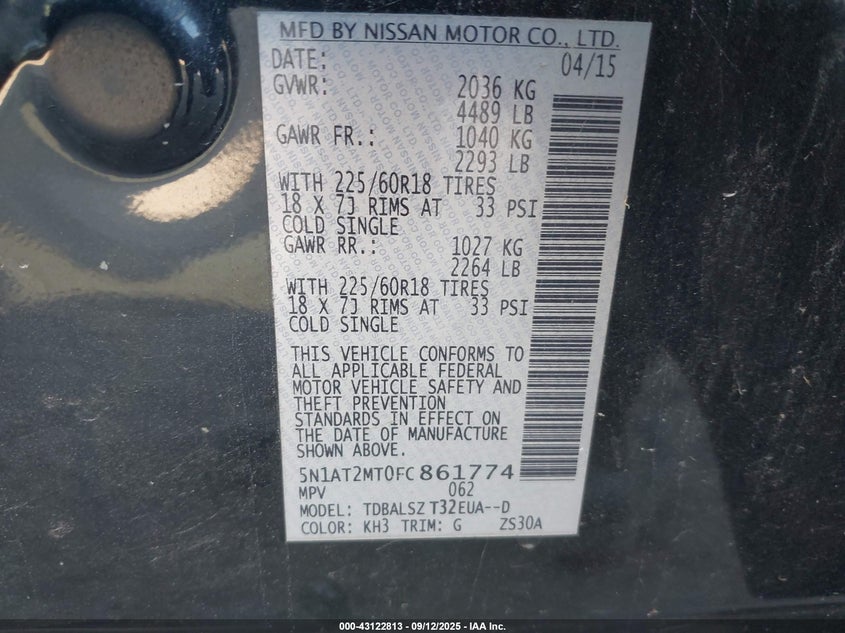 MFD BY NISSAN MOTOR CO., LTD.
DATE: 04/15
GVWR: 2036 KG
4489 LB
GAWR FR.: 1040 KG
2293 LB
WITH 225/60R18 TIRES
18 X 7J RIMS AT 33 PSI
COLD SINGLE
GAWR RR.: 1027 KG
2264 LB
WITH 225/60R18 TIRES
18 X 7J RIMS AT 33 PSI
COLD SINGLE
THIS VEHICLE CONFORMS TO
ALL APPLICABLE FEDERAL
MOTOR VEHICLE SAFETY AND
THEFT PREVENTION
STANDARDS IN EFFECT ON
THE DATE OF MANUFACTURE
SHOWN ABOVE.
5N1AT2MT0FC861774
MPV 062
MODEL: TDBALSZ T32EUA--D
COLOR: KH3 TRIM: G ZS30A
000-43122813 - 09/12/2025 - IAA Inc.